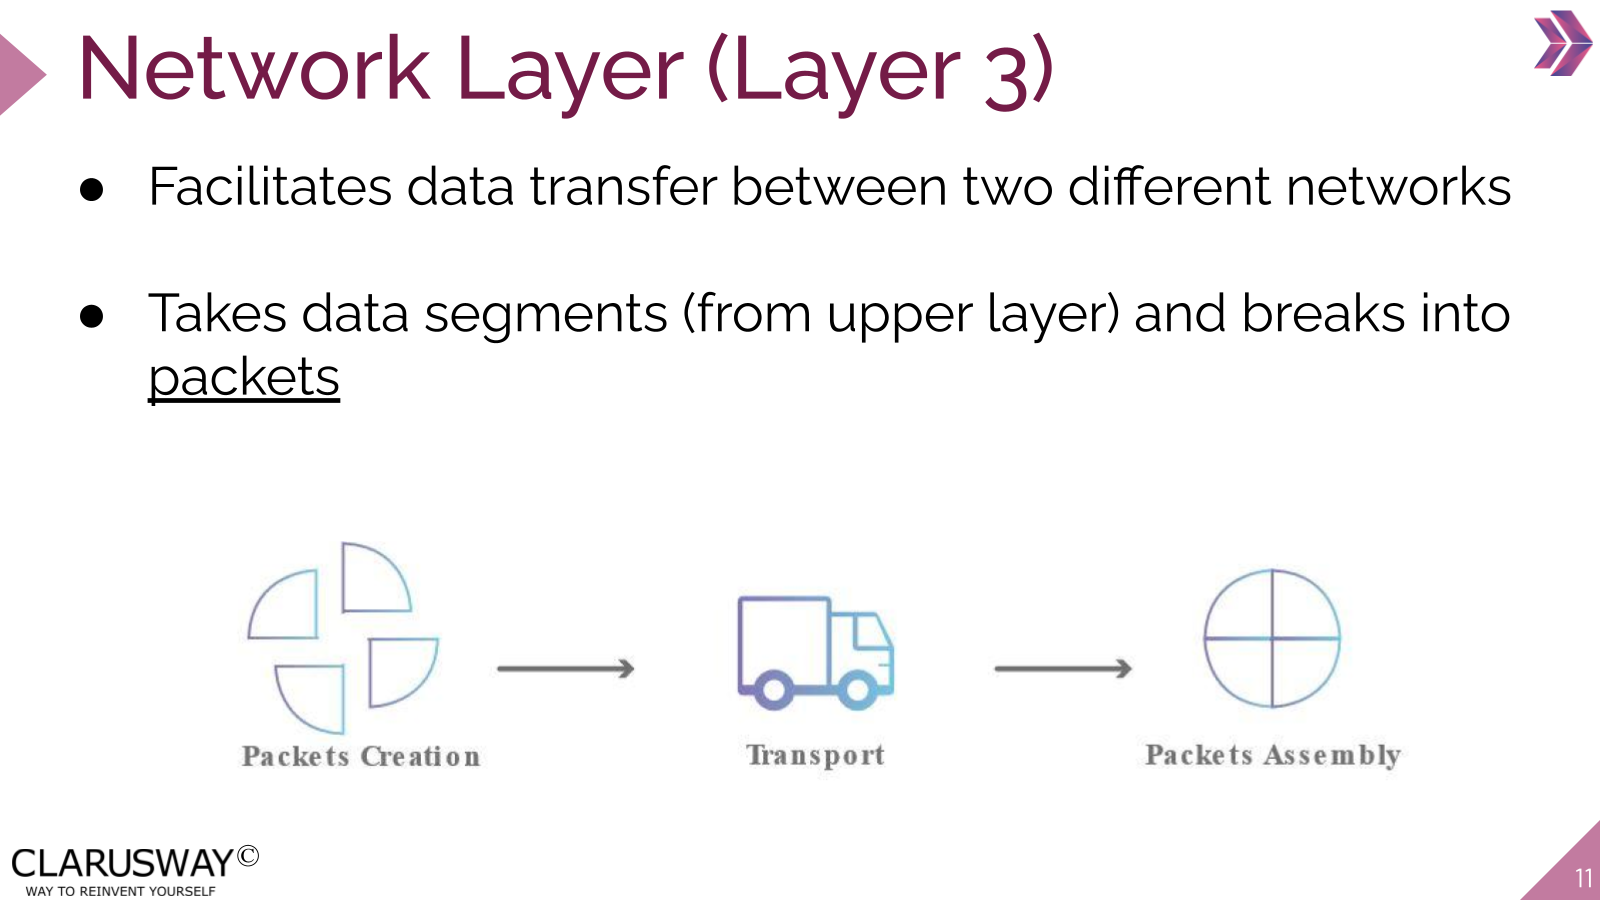 Network Layer (Layer 3)
● Facilitates data transfer between two different networks
● Takes data segments (from upper layer) and breaks into
packets
Packets Creation
Transport
Packets Assembly
CLARUSWAY©
WAY TO REINVENT YOURSELF
11